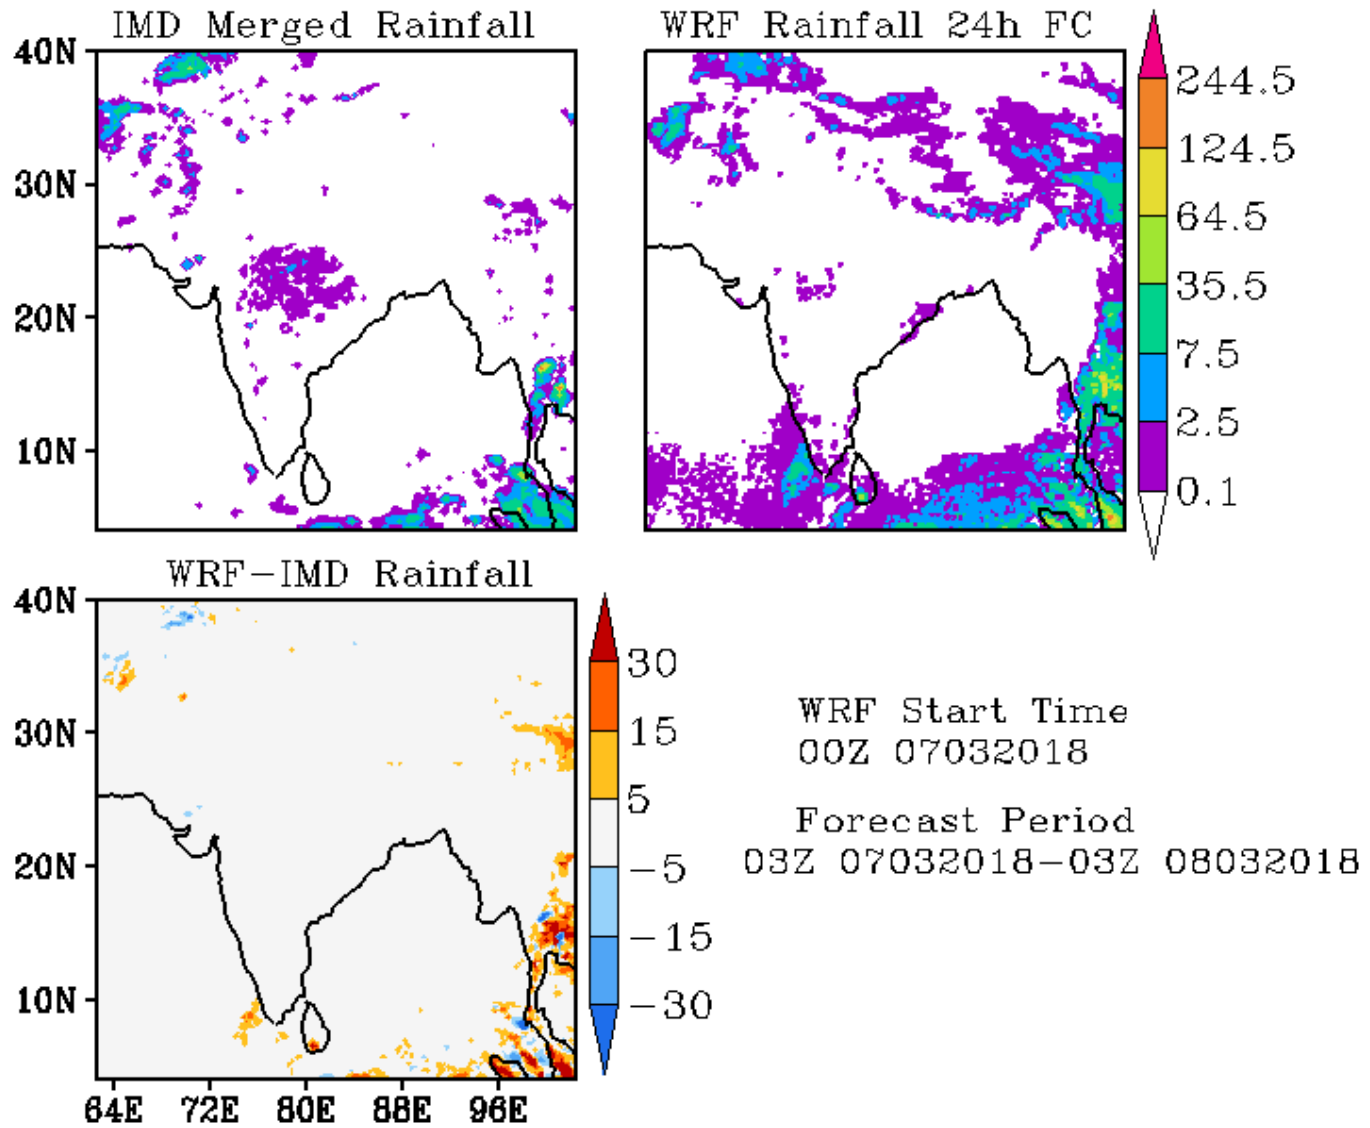 IMD Merged Rainfall
WRF Rainfall 24h FC
40N
30N
20N
10N
244.5
124.5
64.5
35.5
7.5
2.5
0.1
WRF-IMD Rainfall
40N
30N
20N
10N
64E 72E 80E 88E 96E
30
15
5
-5
-15
-30
WRF Start Time
00Z 07032018
Forecast Period
03Z 07032018-03Z 08032018